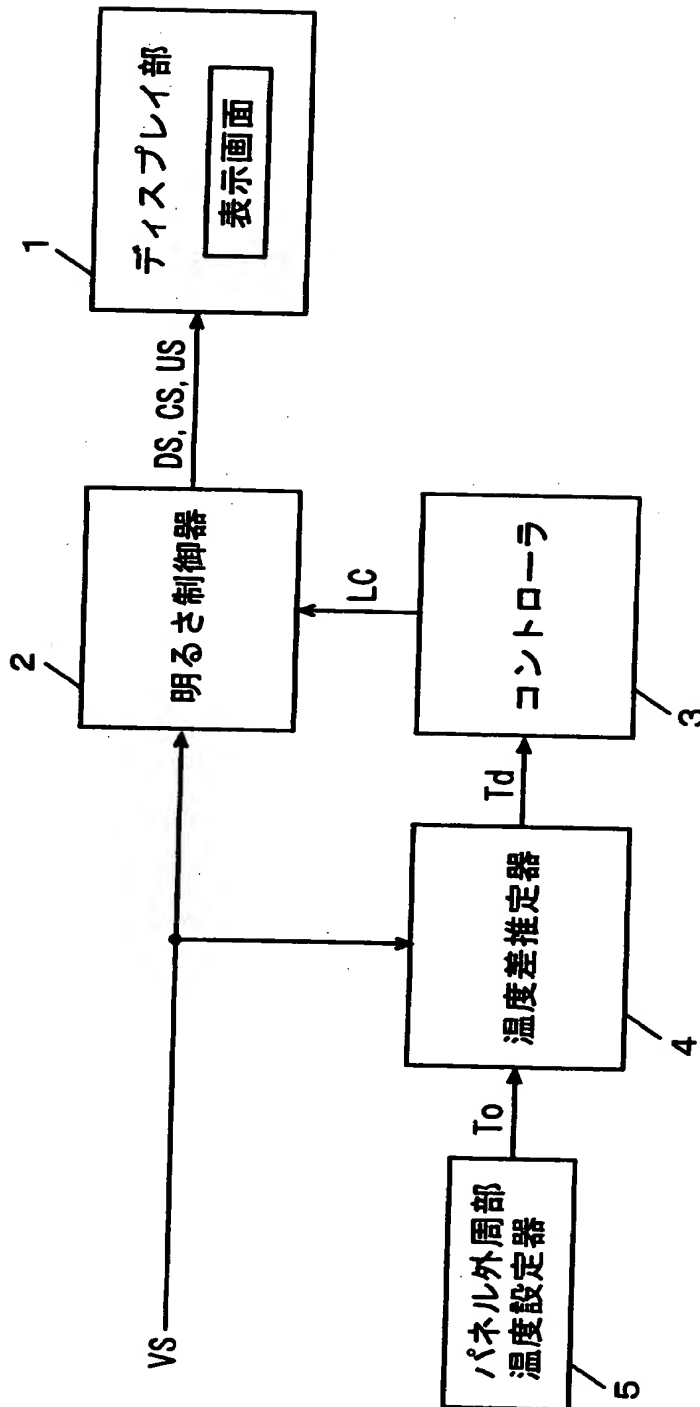 1
ディスプレイ部
表示画面
DS, CS, US
2
明るさ制御器
LC
コントローラ
3
VS
Td
温度差推定器
4
To
パネル外周部
温度設定器
5